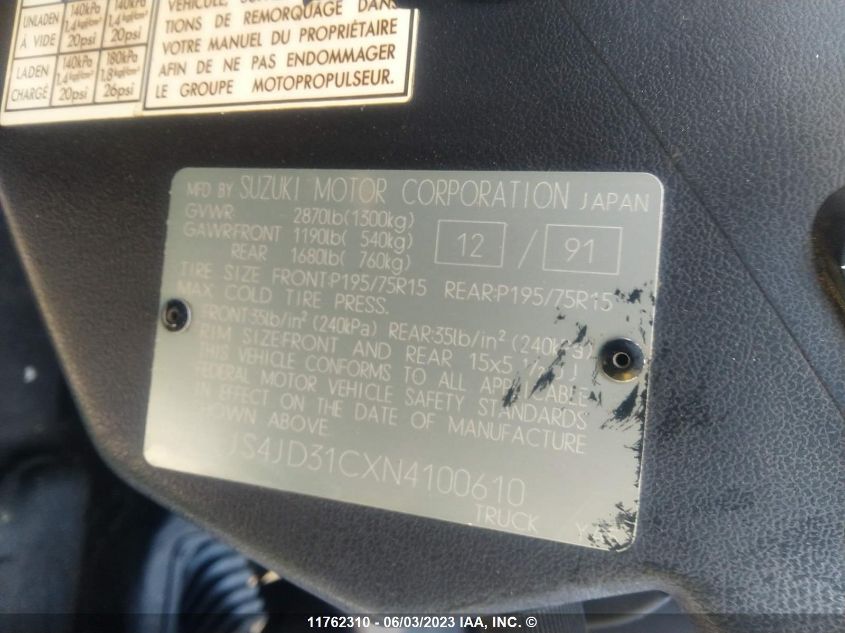 UNLADEN 140kPa 140kPa
À VIDE 1,4kgf/cm² 1,4kgf/cm²
20psi 20psi
LADEN 140kPa 180kPa
CHARGÉ 1,4kgf/cm² 1,8kgf/cm²
20psi 26psi
TIONS DE REMORQUAGE DANS
VOTRE MANUEL DU PROPRIÉTAIRE
AFIN DE NE PAS ENDOMMAGER
LE GROUPE MOTOPROPULSEUR.
MFD BY SUZUKI MOTOR CORPORATION JAPAN
GVWR 2870lb(1300kg)
GAWRFRONT 1190lb( 540kg) 12 / 91
REAR 1680lb( 760kg)
TIRE SIZE FRONT:P195/75R15 REAR:P195/75R15
MAX COLD TIRE PRESS.
FRONT:35lb/in² (240kPa) REAR:35lb/in² (240kPa)
RIM SIZEFRONT AND REAR 15x5
THIS VEHICLE CONFORMS TO ALL APPLICABLE
FEDERAL MOTOR VEHICLE SAFETY STANDARDS
IN EFFECT ON THE DATE OF MANUFACTURE
SHOWN ABOVE.
JS4JD31CXN4100610
TRUCK Y
11762310 - 06/03/2023 IAA, INC. ©